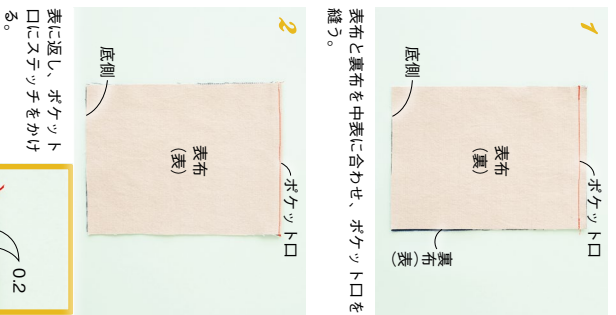 1
ポケット口
底側
表布
(裏)
裏
布
(表)
表布と裏布を中表に合わせ、ポケット口を
縫う。
2
底側
ポケット口
表布
(表)
表に返し、ポケット
口にステッチをかけ
る。
0.2